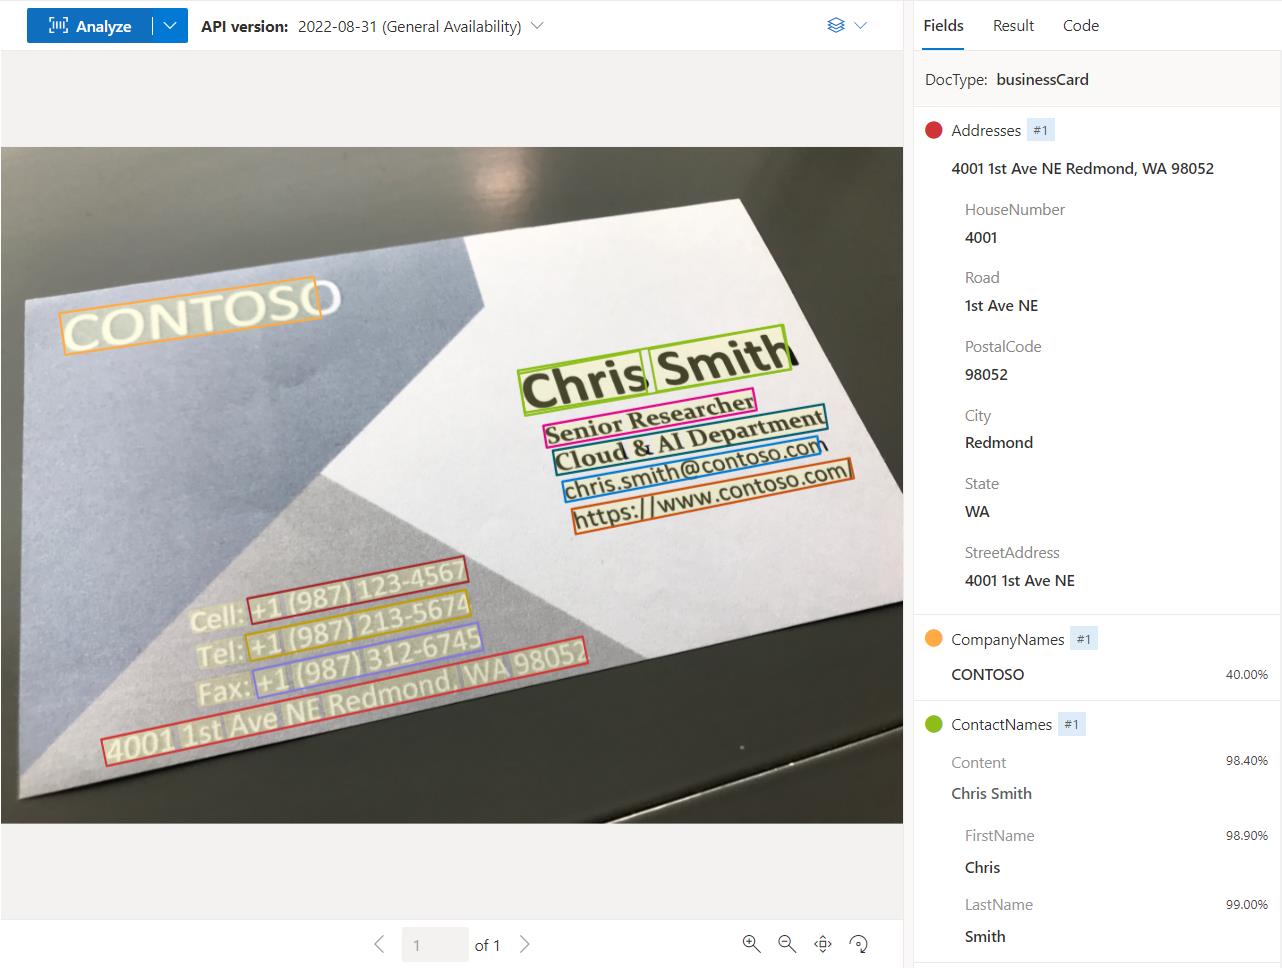 Analyze
API version: 2022-08-31 (General Availability)
Fields Result Code
DocType: businessCard
CONTOSO
Chris Smith
Senior Researcher
Cloud & AI Department
chris.smith@contoso.com
https://www.contoso.com/
Cell: +1 (987) 123-4567
Tel: +1 (987) 213-5674
Fax: +1 (987) 312-6745
4001 1st Ave NE Redmond, WA 98052
Addresses #1
4001 1st Ave NE Redmond, WA 98052
HouseNumber
4001
Road
1st Ave NE
PostalCode
98052
City
Redmond
State
WA
StreetAddress
4001 1st Ave NE
CompanyNames #1
CONTOSO 40.00%
ContactNames #1
Content 98.40%
Chris Smith
FirstName 98.90%
Chris
LastName 99.00%
Smith
1 of 1